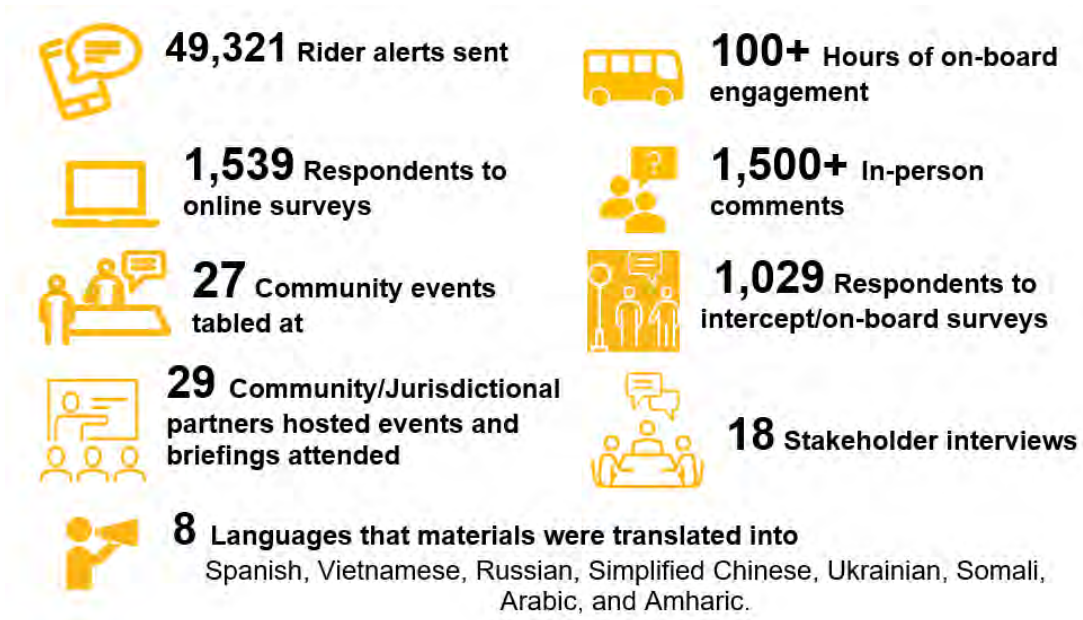 49,321 Rider alerts sent
100+ Hours of on-board
engagement
1,539 Respondents to
online surveys
?
1,500+ In-person
comments
27 Community events
tabled at
1,029 Respondents to
intercept/on-board surveys
29 Community/Jurisdictional
partners hosted events and
briefings attended
18 Stakeholder interviews
8 Languages that materials were translated into
Spanish, Vietnamese, Russian, Simplified Chinese, Ukrainian, Somali,
Arabic, and Amharic.